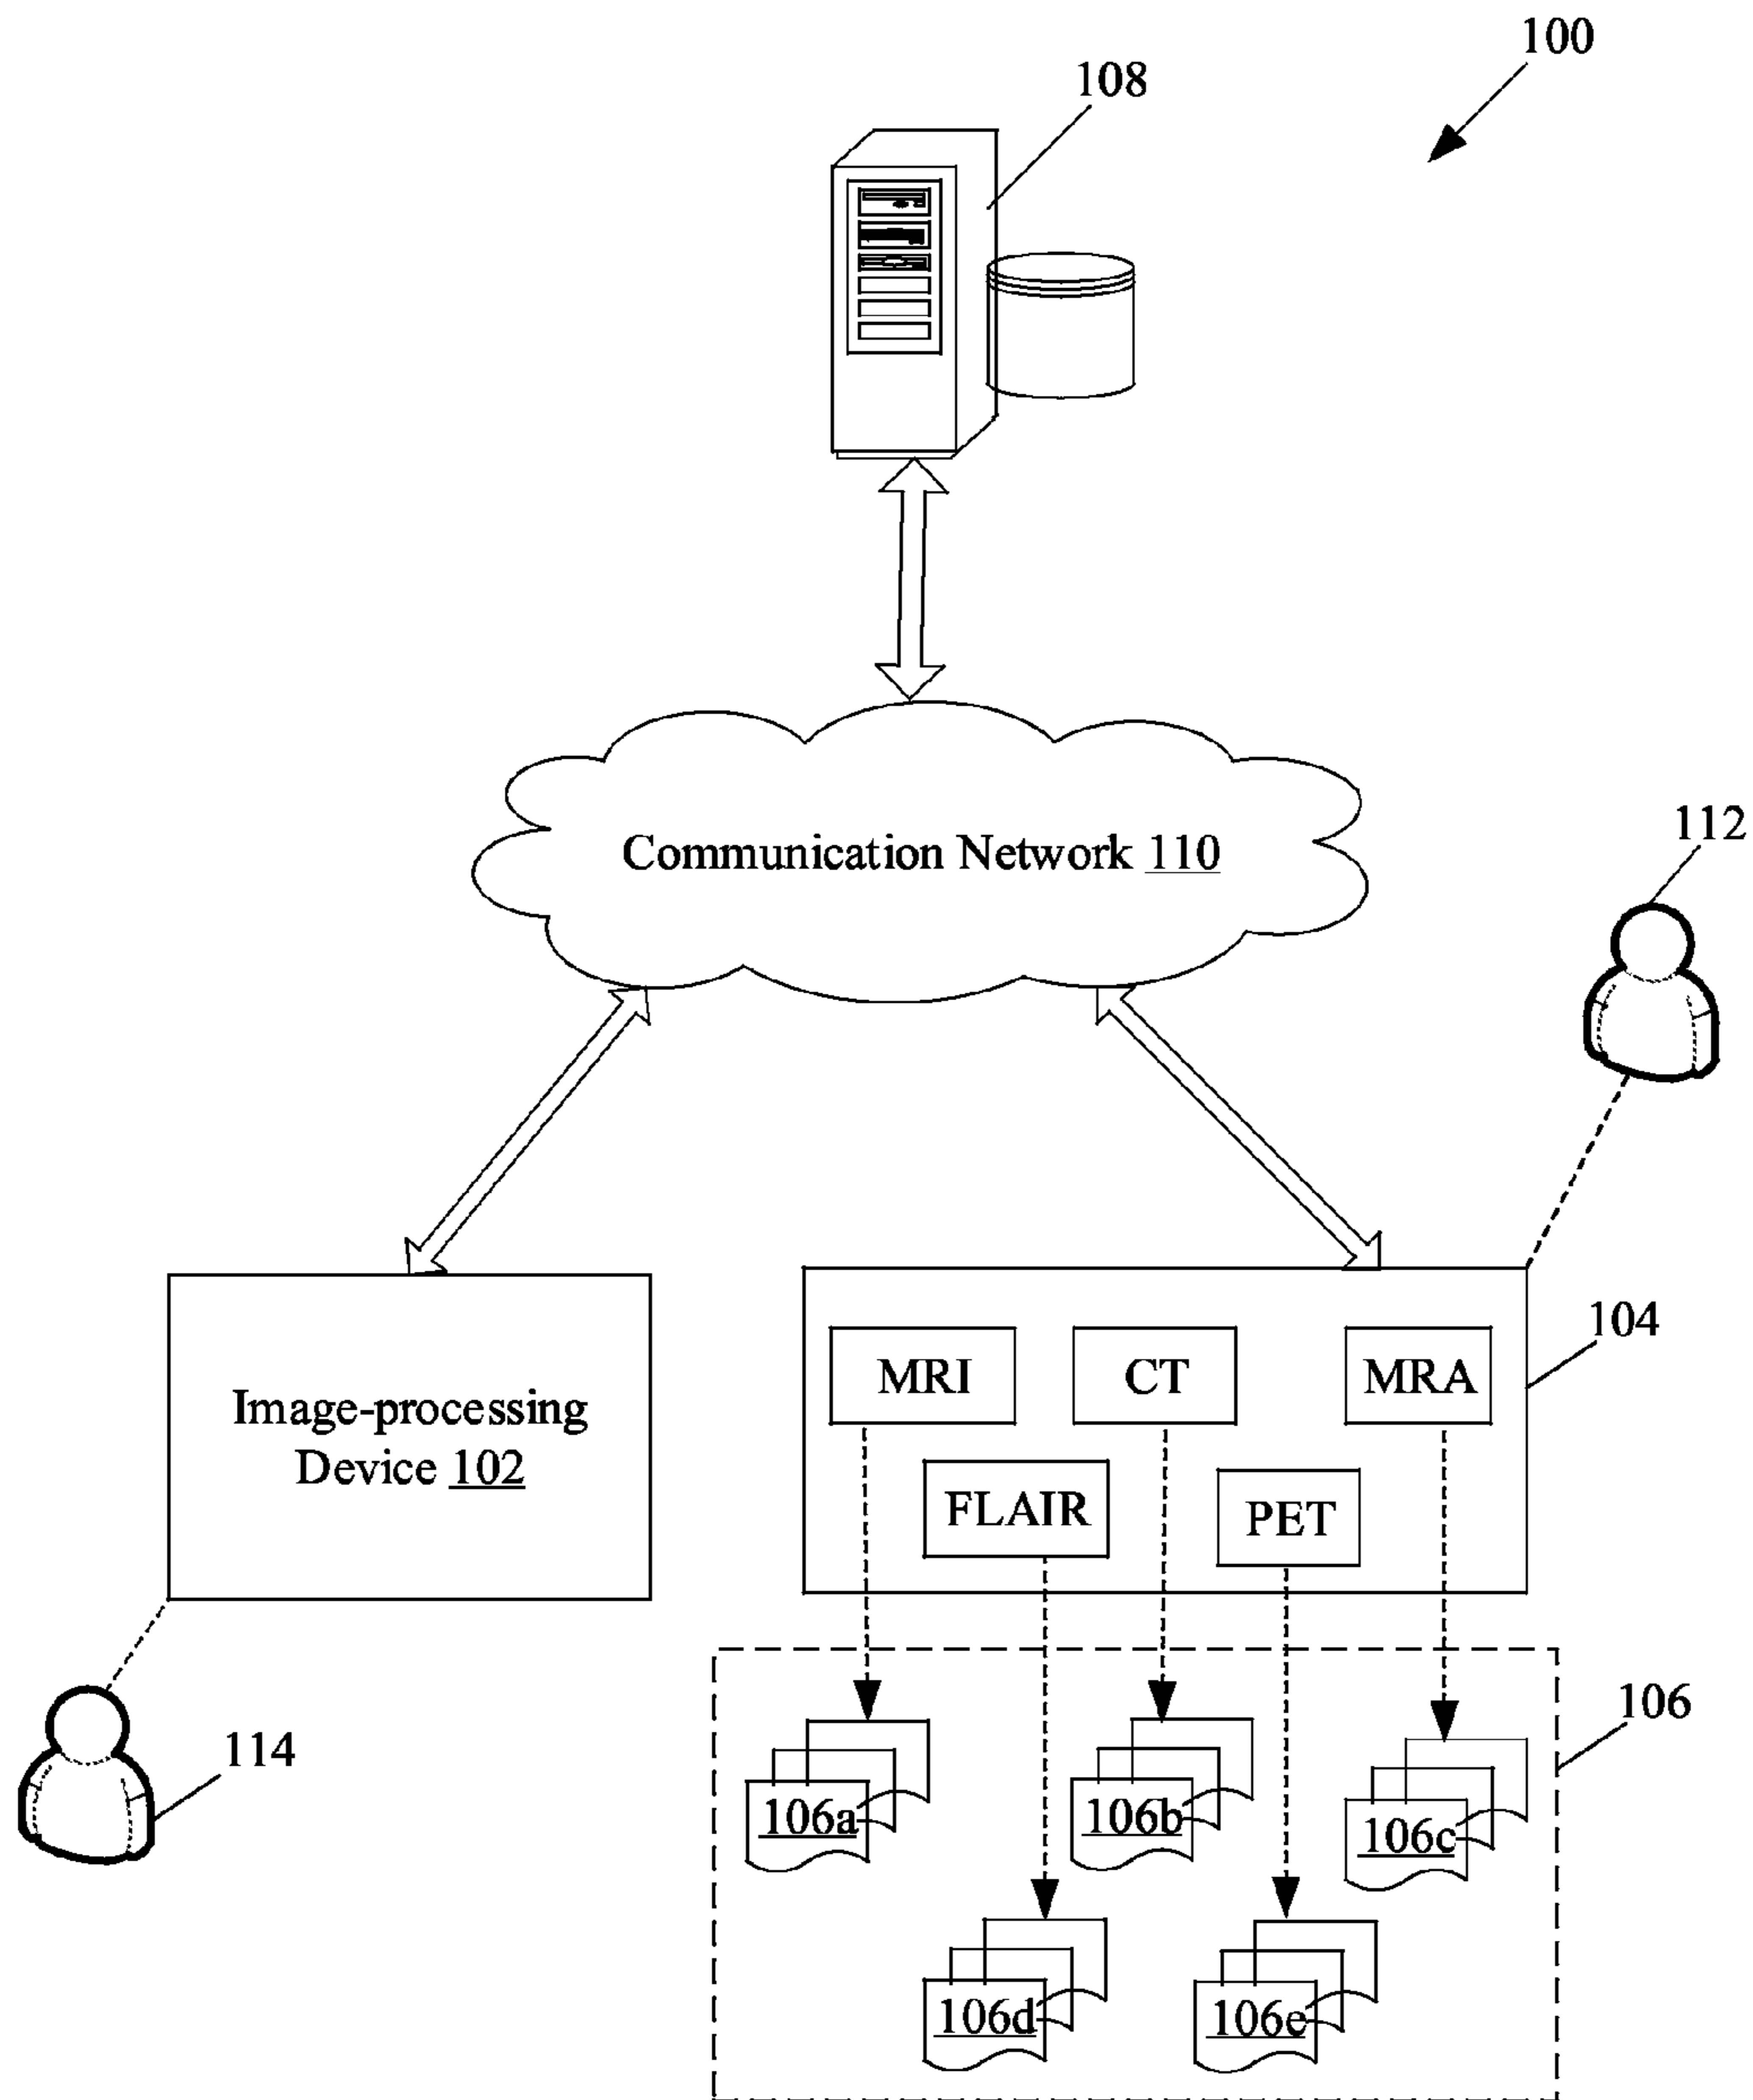 100
108
Communication Network 110
112
104
MRI
CT
MRA
Image-processing
Device 102
FLAIR
PET
106
114
106a
106b
106c
106d
106e